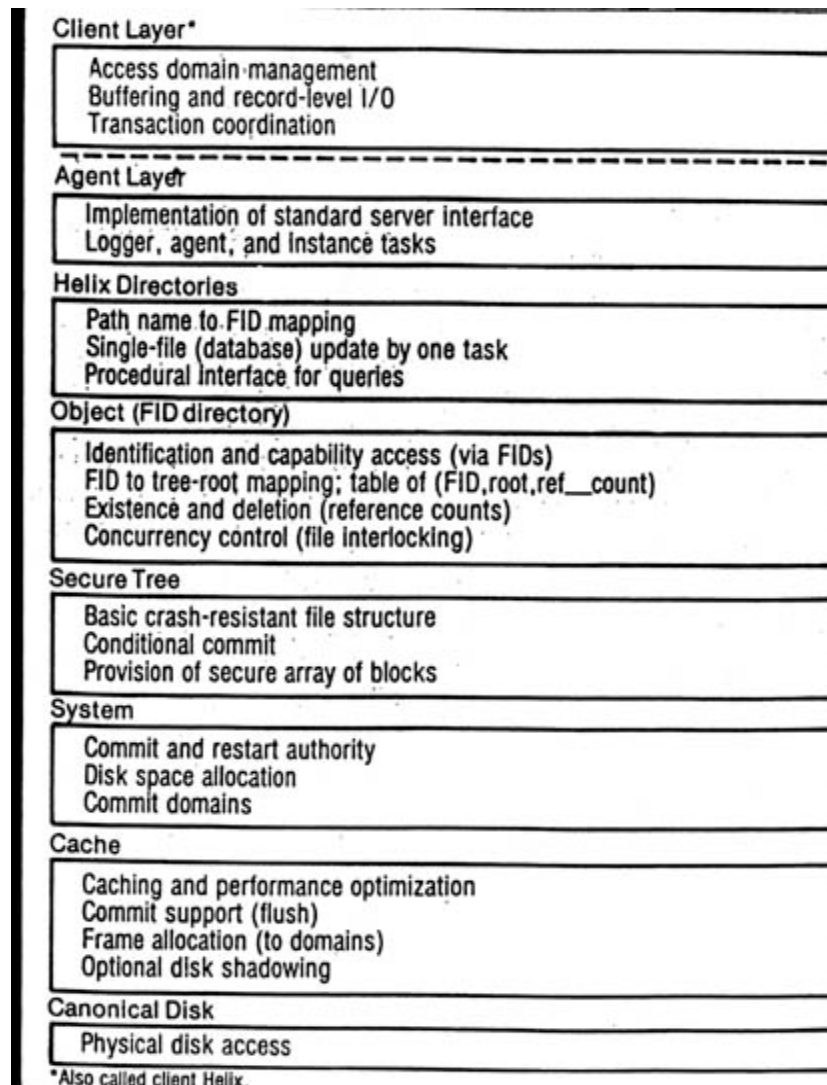 Client Layer*
Access domain management
Buffering and record-level I/O
Transaction coordination
Agent Layer
Implementation of standard server interface
Logger, agent, and instance tasks
Helix Directories
Path name to FID mapping
Single-file (database) update by one task
Procedural Interface for queries
Object (FID directory)
Identification and capability access (via FIDs)
FID to tree-root mapping; table of (FID,root,ref__count)
Existence and deletion (reference counts)
Concurrency control (file interlocking)
Secure Tree
Basic crash-resistant file structure
Conditional commit
Provision of secure array of blocks
System
Commit and restart authority
Disk space allocation
Commit domains
Cache
Caching and performance optimization
Commit support (flush)
Frame allocation (to domains)
Optional disk shadowing
Canonical Disk
Physical disk access
*Also called client Helix.